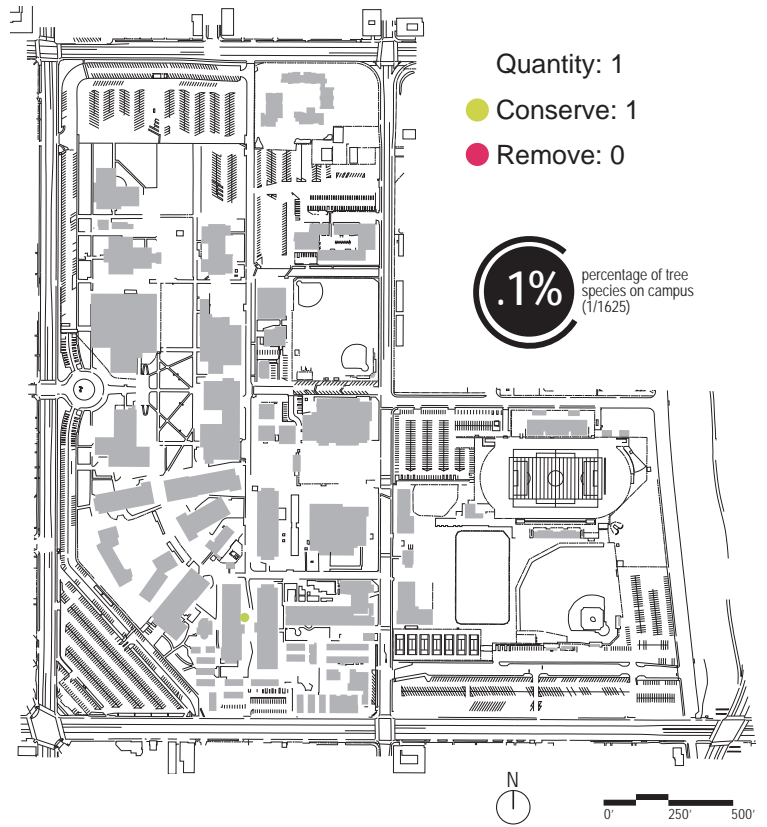 Quantity: 1
Conserve: 1
Remove: 0
.1%
percentage of tree
species on campus
(1/1625)
N
0' 250' 500'